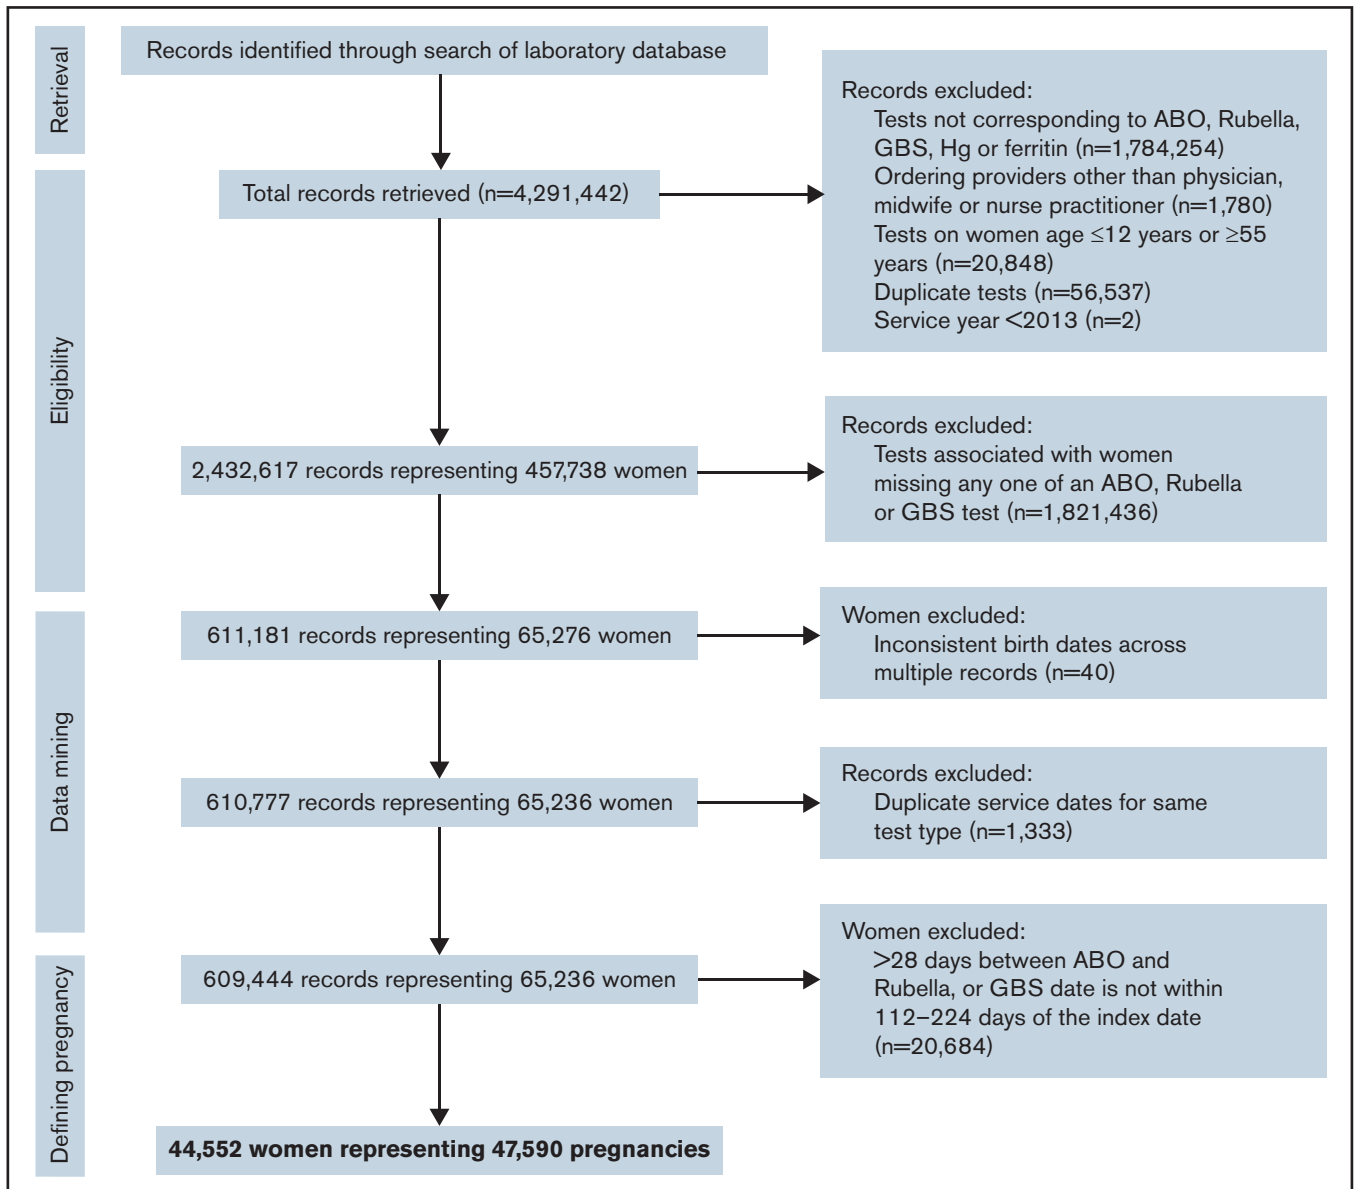 Retrieval
Records identified through search of laboratory database
Eligibility
Total records retrieved (n=4,291,442)
Records excluded:
Tests not corresponding to ABO, Rubella,
GBS, Hg or ferritin (n=1,784,254)
Ordering providers other than physician,
midwife or nurse practitioner (n=1,780)
Tests on women age ≤12 years or ≥55
years (n=20,848)
Duplicate tests (n=56,537)
Service year <2013 (n=2)
2,432,617 records representing 457,738 women
Records excluded:
Tests associated with women
missing any one of an ABO, Rubella
or GBS test (n=1,821,436)
Data mining
611,181 records representing 65,276 women
Women excluded:
Inconsistent birth dates across
multiple records (n=40)
610,777 records representing 65,236 women
Records excluded:
Duplicate service dates for same
test type (n=1,333)
Defining pregnancy
609,444 records representing 65,236 women
Women excluded:
>28 days between ABO and
Rubella, or GBS date is not within
112–224 days of the index date
(n=20,684)
44,552 women representing 47,590 pregnancies